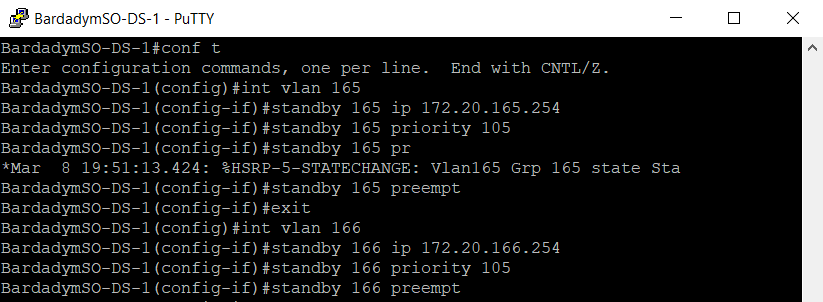 BardadymSO-DS-1 - PuTTY
BardadymSO-DS-1#conf t
Enter configuration commands, one per line.  End with CNTL/Z.
BardadymSO-DS-1(config)#int vlan 165
BardadymSO-DS-1(config-if)#standby 165 ip 172.20.165.254
BardadymSO-DS-1(config-if)#standby 165 priority 105
BardadymSO-DS-1(config-if)#standby 165 pr
*Mar  8 19:51:13.424: %HSRP-5-STATECHANGE: Vlan165 Grp 165 state Sta
BardadymSO-DS-1(config-if)#standby 165 preempt
BardadymSO-DS-1(config-if)#exit
BardadymSO-DS-1(config)#int vlan 166
BardadymSO-DS-1(config-if)#standby 166 ip 172.20.166.254
BardadymSO-DS-1(config-if)#standby 166 priority 105
BardadymSO-DS-1(config-if)#standby 166 preempt